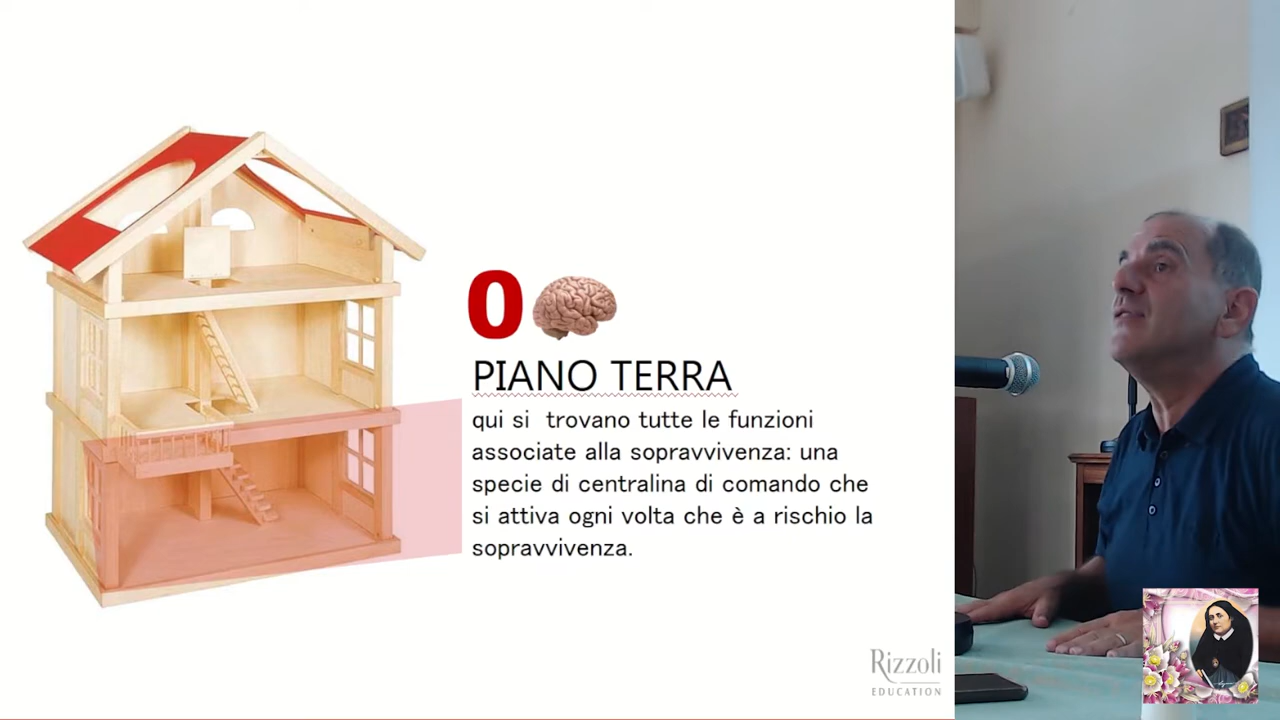 0
PIANO TERRA
qui si  trovano tutte le funzioni
associate alla sopravvivenza: una
specie di centralina di comando che
si attiva ogni volta che è a rischio la
sopravvivenza.
Rizzoli
EDUCATION